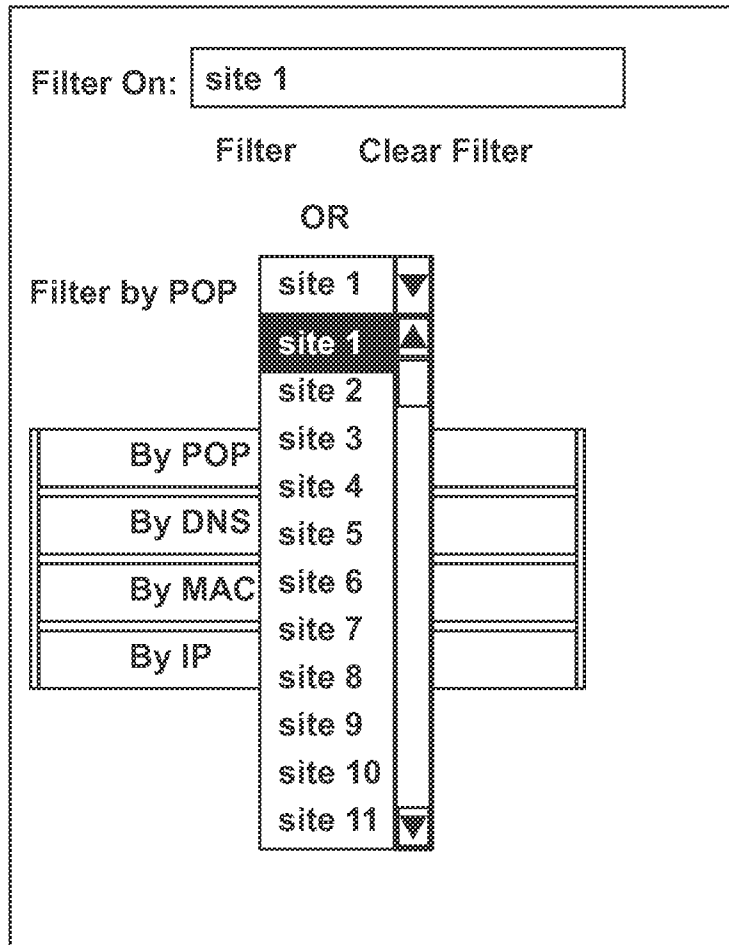 Filter On: site 1
Filter Clear Filter
OR
Filter by POP site 1
site 1
site 2
By POP site 3
site 4
By DNS site 5
By MAC site 6
site 7
By IP site 8
site 9
site 10
site 11